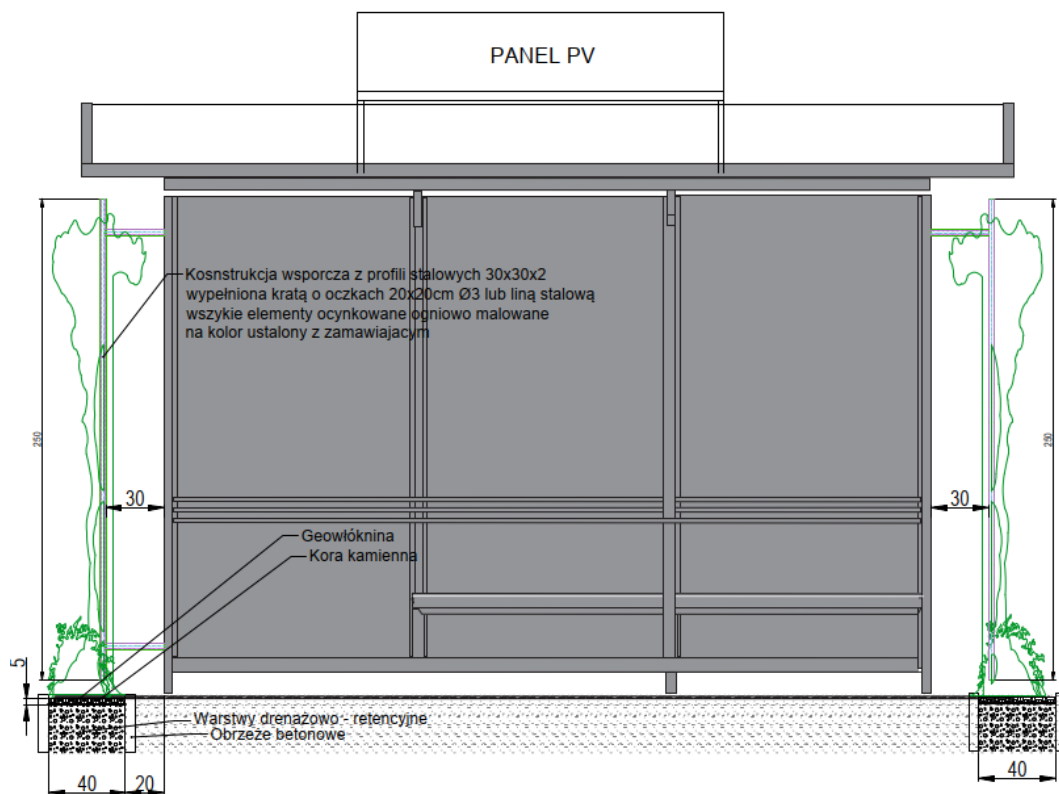 PANEL PV
Kosnstrukcja wsporcza z profili stalowych 30x30x2
wypełniona kratą o oczkach 20x20cm Ø3 lub liną stalową
wszykie elementy ocynkowane ogniowo malowane
na kolor ustalony z zamawiajacym
250
250
30
30
Geowłóknina
Kora kamienna
5
Warstwy drenażowo - retencyjne
Obrzeże betonowe
40
20
40